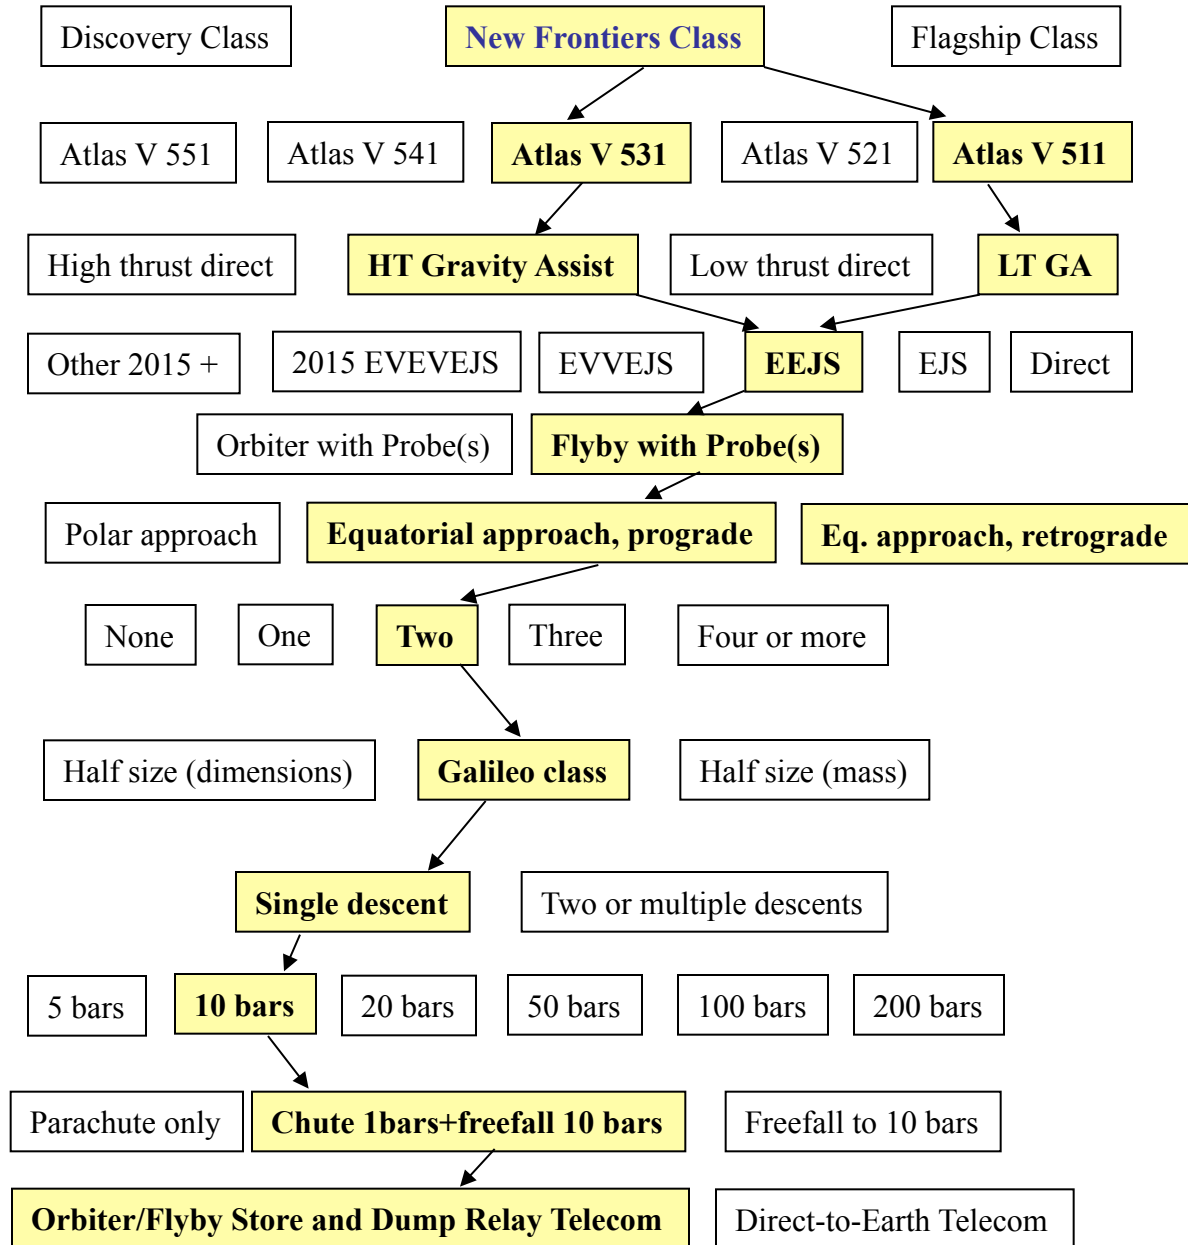 Discovery Class
New Frontiers Class
Flagship Class
Atlas V 551
Atlas V 541
Atlas V 531
Atlas V 521
Atlas V 511
High thrust direct
HT Gravity Assist
Low thrust direct
LT GA
Other 2015 +
2015 EVEVEJS
EVVEJS
EEJS
EJS
Direct
Orbiter with Probe(s)
Flyby with Probe(s)
Polar approach
Equatorial approach, prograde
Eq. approach, retrograde
None
One
Two
Three
Four or more
Half size (dimensions)
Galileo class
Half size (mass)
Single descent
Two or multiple descents
5 bars
10 bars
20 bars
50 bars
100 bars
200 bars
Parachute only
Chute 1bars+freefall 10 bars
Freefall to 10 bars
Orbiter/Flyby Store and Dump Relay Telecom
Direct-to-Earth Telecom